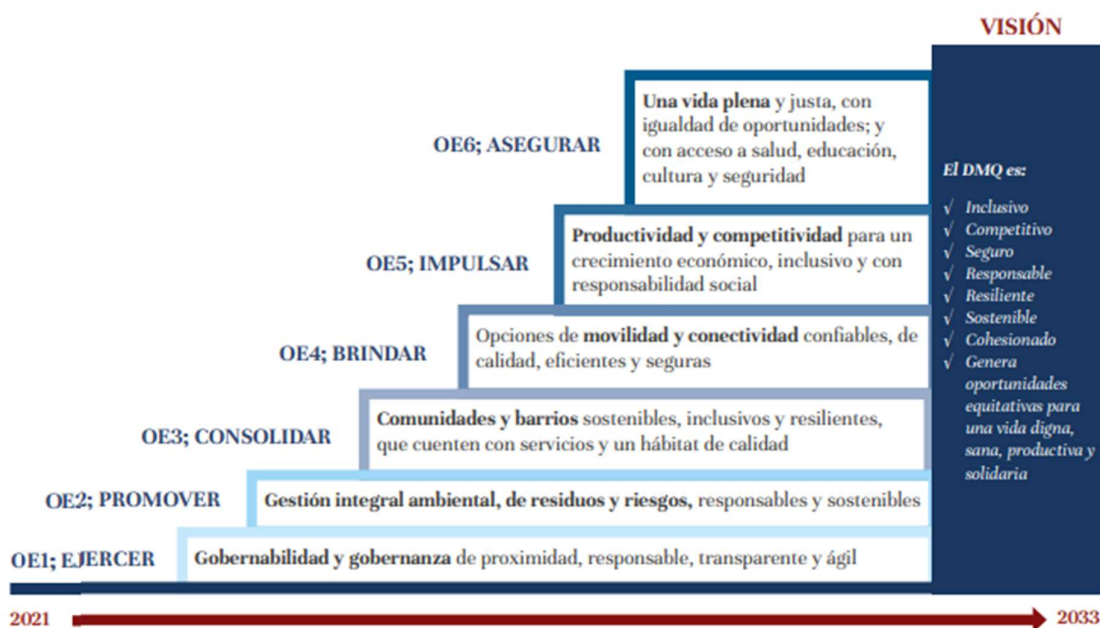 VISIÓN
OE6; ASEGURAR
Una vida plena y justa, con
igualdad de oportunidades; y
con acceso a salud, educación,
cultura y seguridad
OE5; IMPULSAR
Productividad y competitividad para un
crecimiento económico, inclusivo y con
responsabilidad social
OE4; BRINDAR
Opciones de movilidad y conectividad confiables, de
calidad, eficientes y seguras
OE3; CONSOLIDAR
Comunidades y barrios sostenibles, inclusivos y resilientes,
que cuenten con servicios y un hábitat de calidad
OE2; PROMOVER
Gestión integral ambiental, de residuos y riesgos, responsables y sostenibles
OE1; EJERCER
Gobernabilidad y gobernanza de proximidad, responsable, transparente y ágil
El DMQ es:
√ Inclusivo
√ Competitivo
√ Seguro
√ Responsable
√ Resiliente
√ Sostenible
√ Cohesionado
√ Genera
oportunidades
equitativas para
una vida digna,
sana, productiva y
solidaria
2021
2033